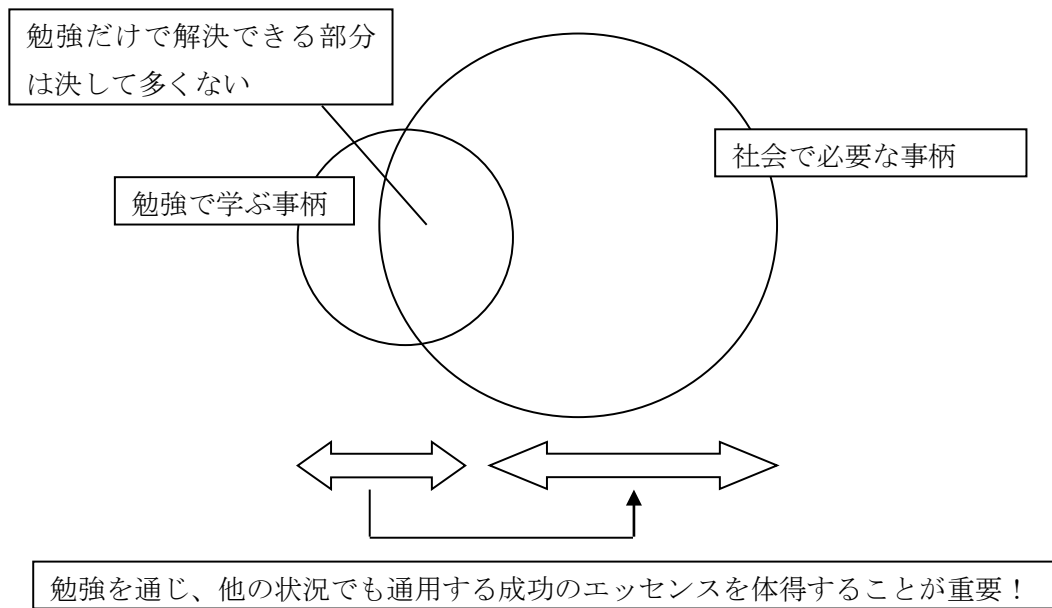 勉強だけで解決できる部分
は決して多くない
社会で必要な事柄
勉強で学ぶ事柄
勉強を通じ、他の状況でも通用する成功のエッセンスを体得することが重要！